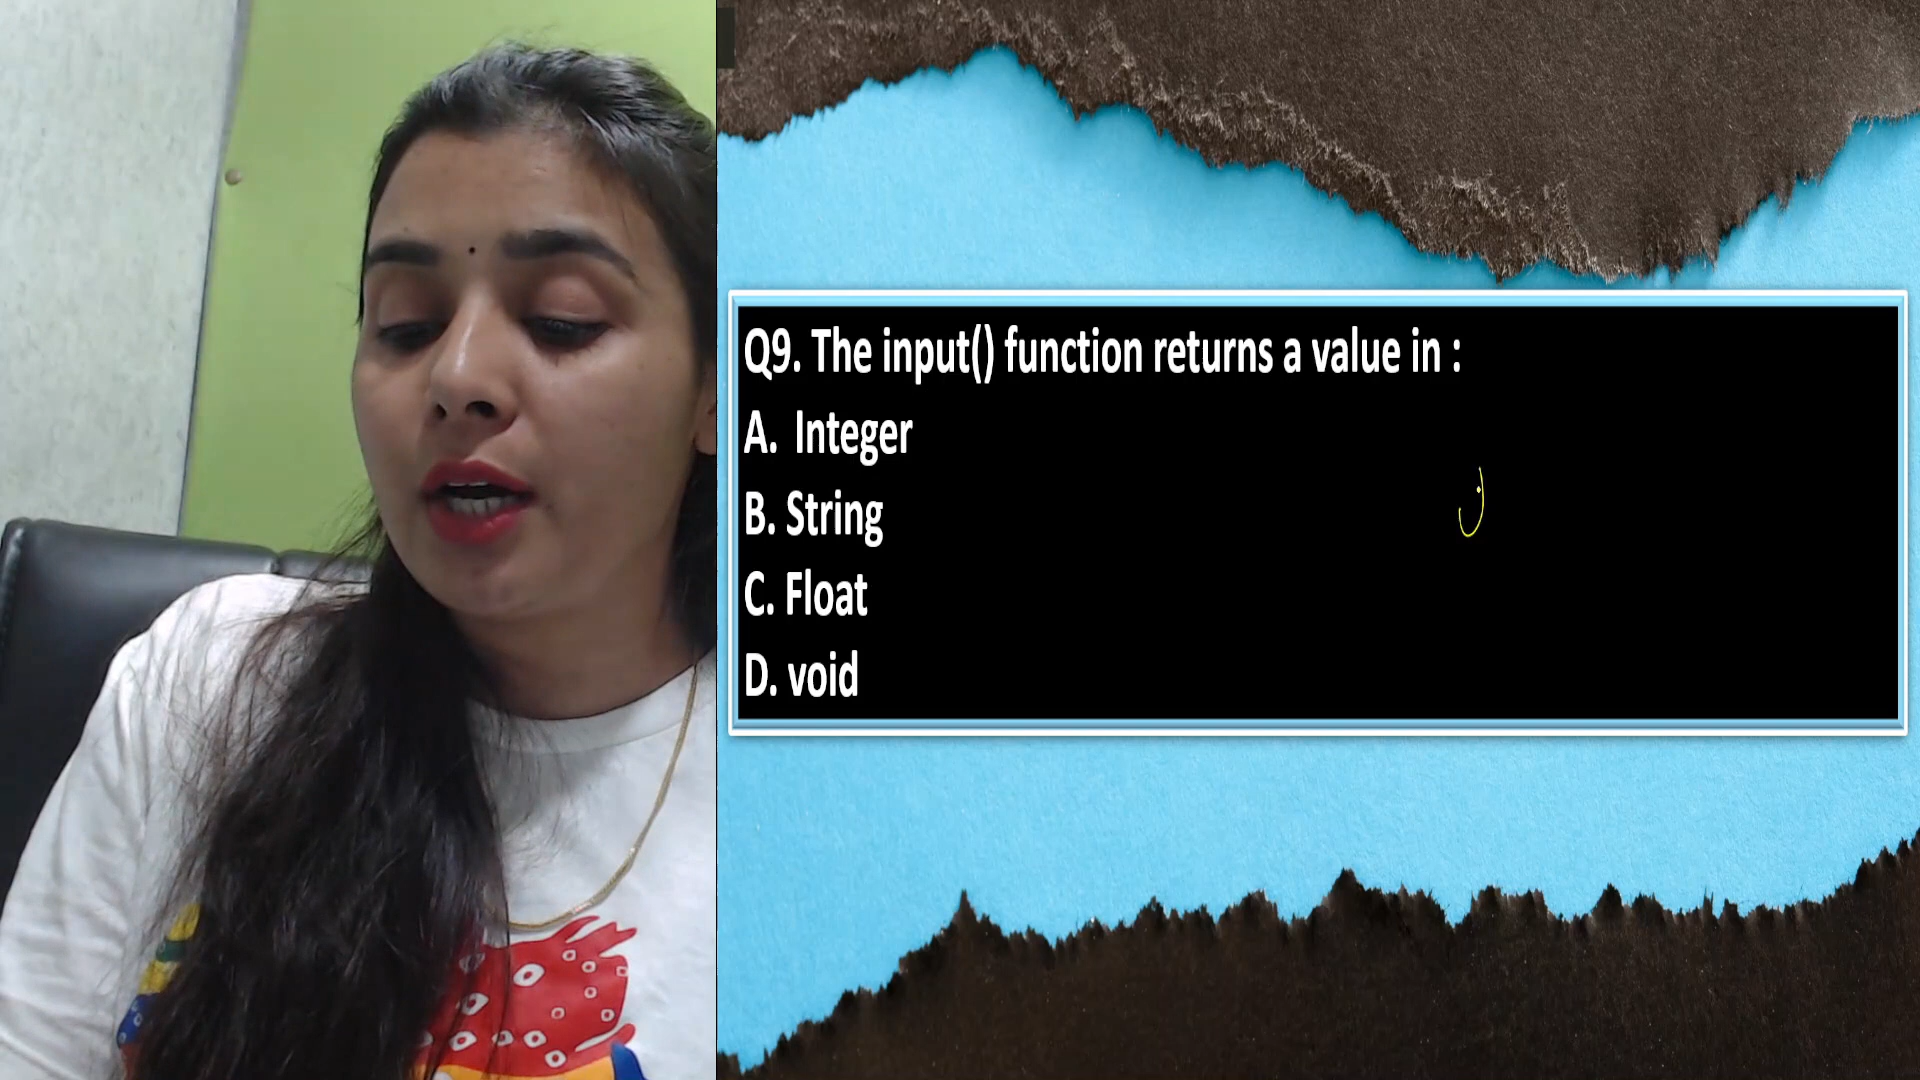 Q9. The input() function returns a value in :
A. Integer
B. String
C. Float
D. void